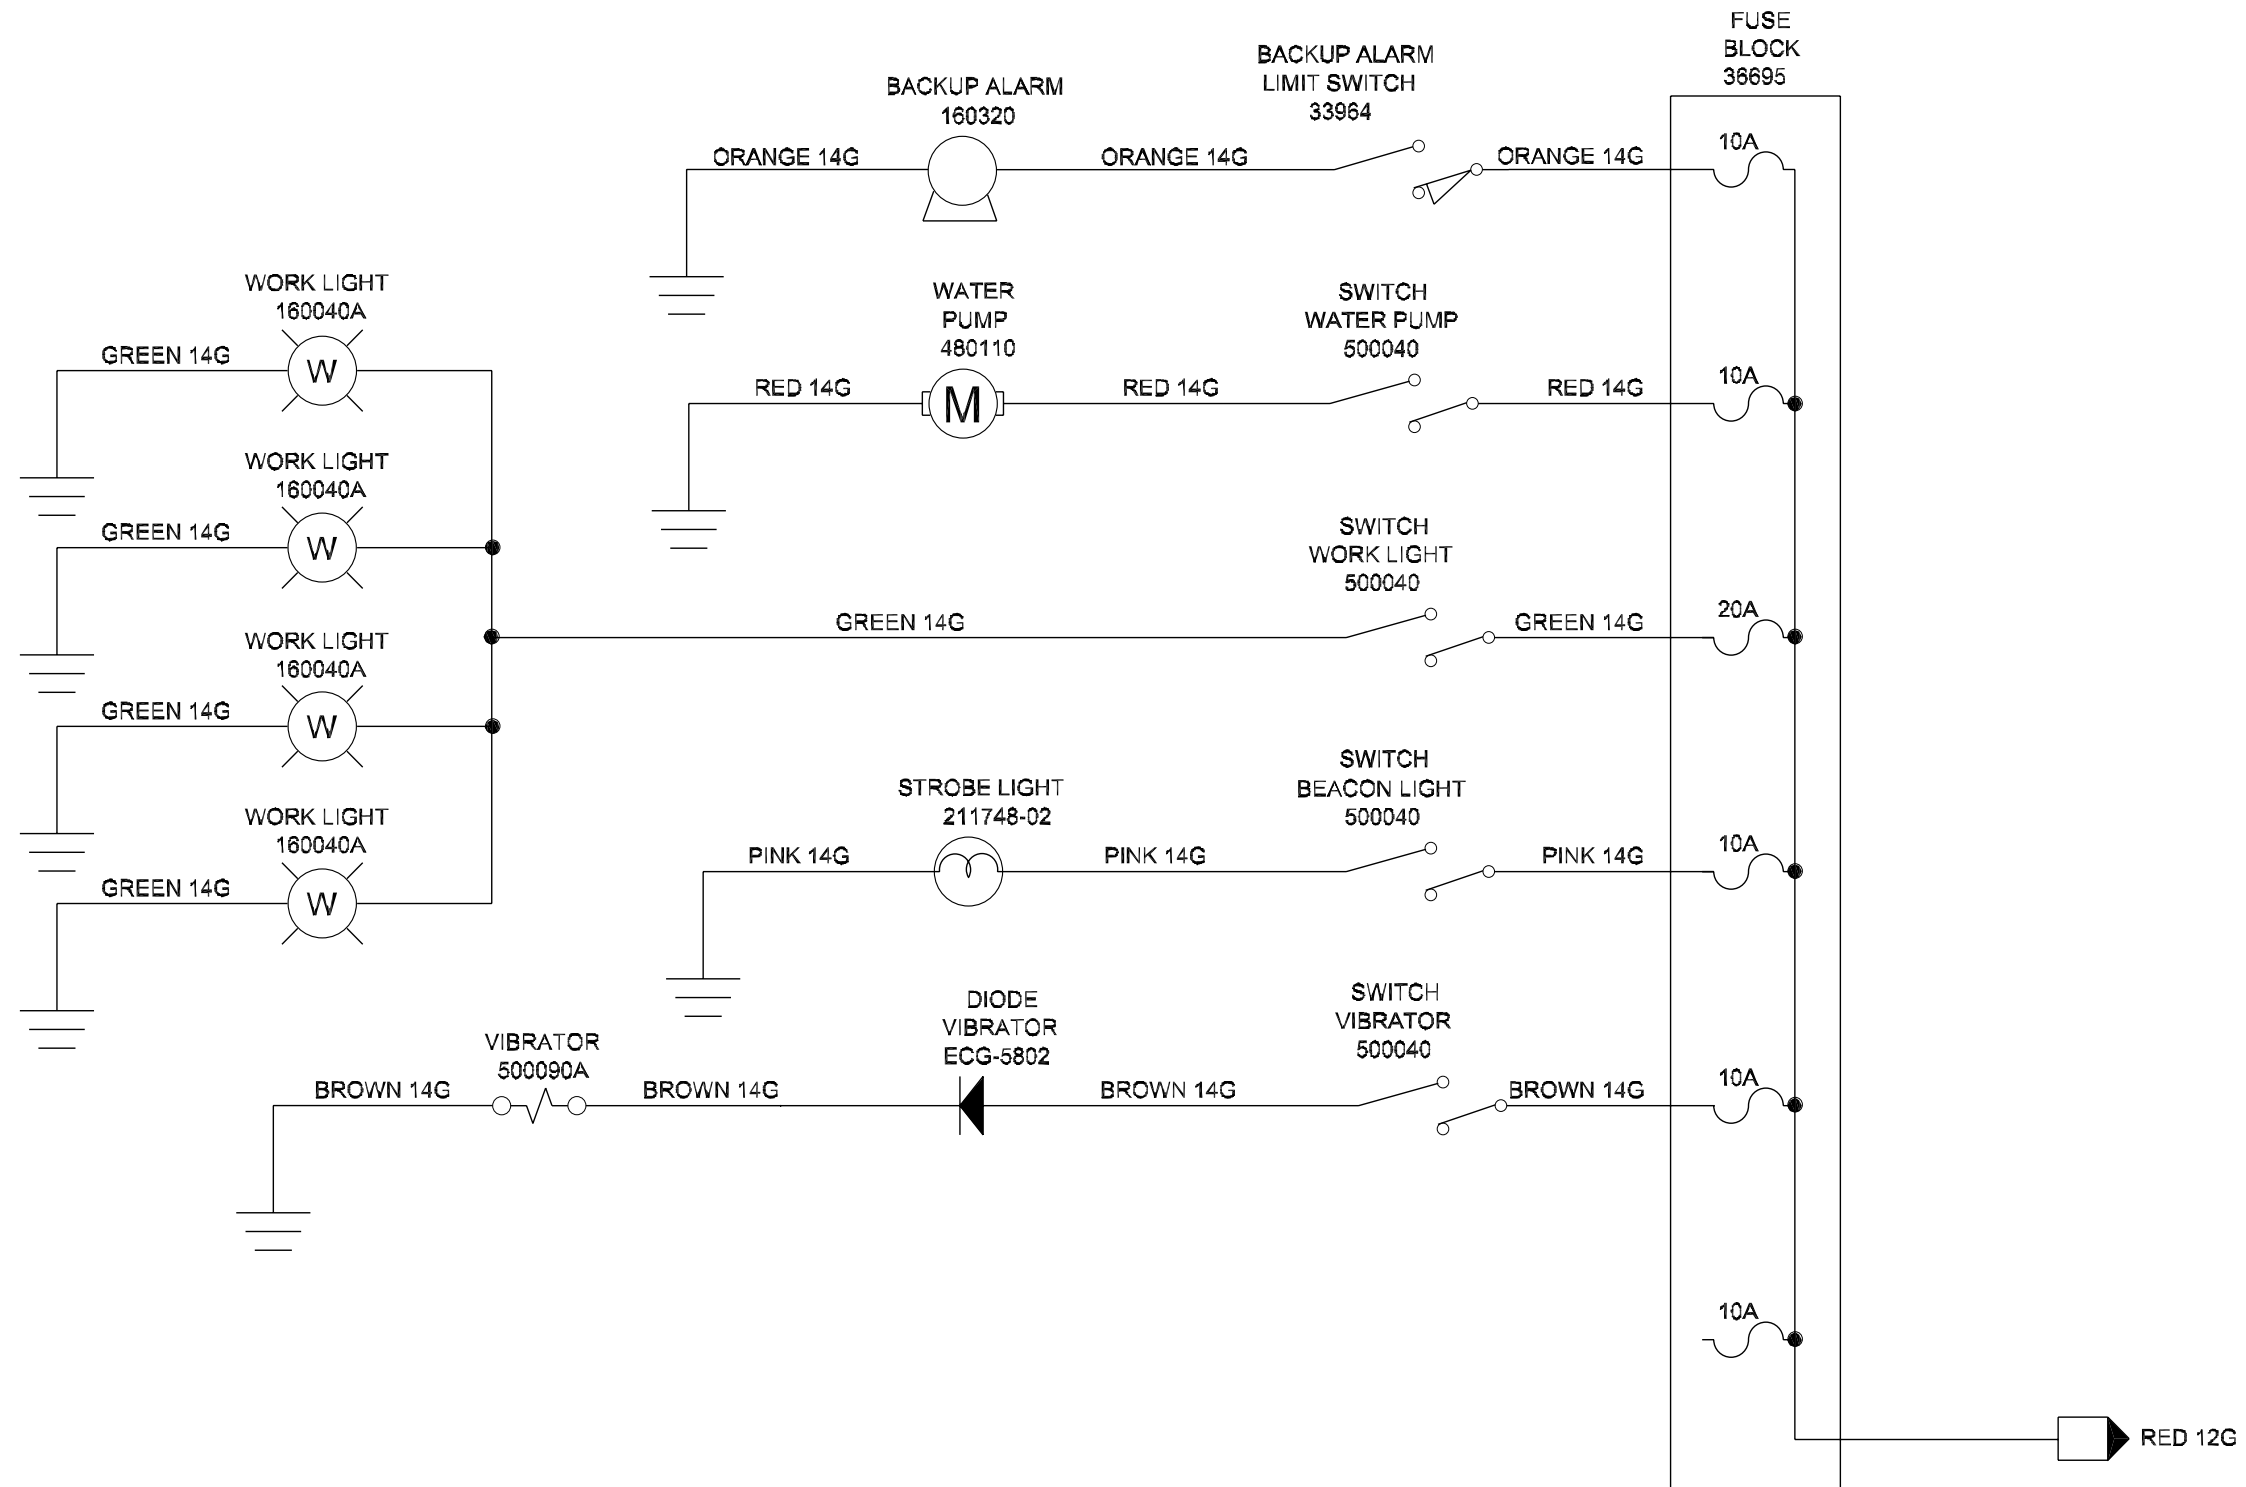 FUSE
BLOCK
36695
BACKUP ALARM
LIMIT SWITCH
33964
BACKUP ALARM
160320
ORANGE 14G
ORANGE 14G
ORANGE 14G
10A
WATER
PUMP
480110
SWITCH
WATER PUMP
500040
RED 14G
M
RED 14G
RED 14G
10A
WORK LIGHT
160040A
GREEN 14G
W
WORK LIGHT
160040A
GREEN 14G
W
WORK LIGHT
160040A
GREEN 14G
W
WORK LIGHT
160040A
GREEN 14G
W
SWITCH
WORK LIGHT
500040
GREEN 14G
GREEN 14G
20A
STROBE LIGHT
211748-02
SWITCH
BEACON LIGHT
500040
PINK 14G
PINK 14G
PINK 14G
10A
VIBRATOR
500090A
DIODE
VIBRATOR
ECG-5802
SWITCH
VIBRATOR
500040
BROWN 14G
BROWN 14G
BROWN 14G
BROWN 14G
10A
10A
RED 12G